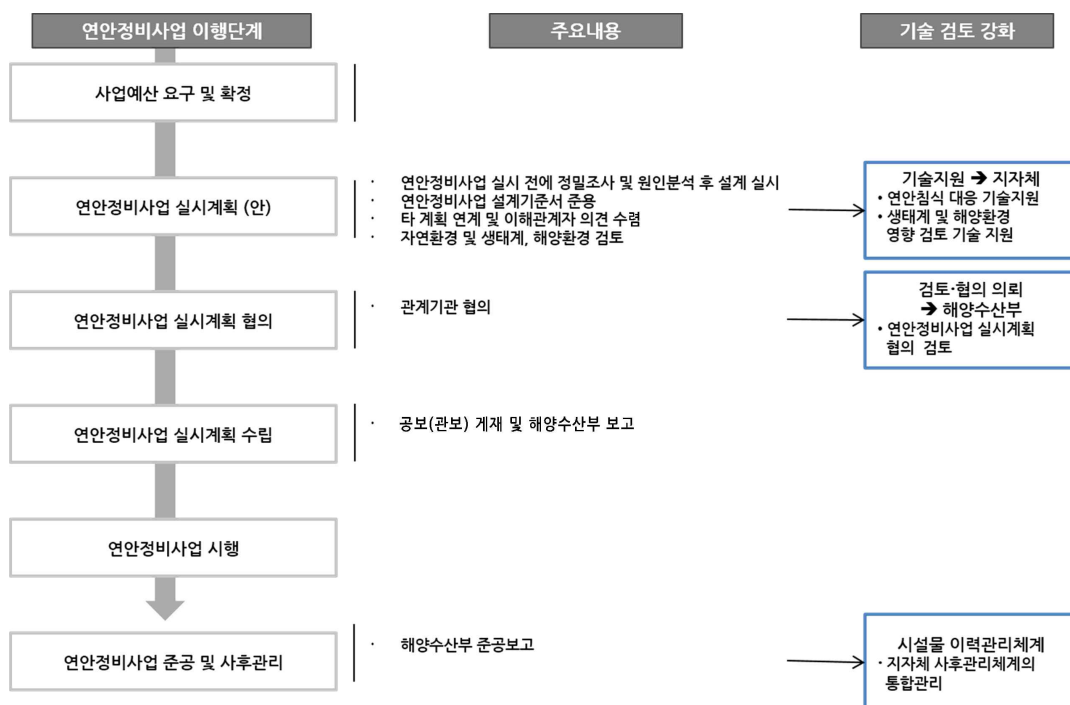 연안정비사업 이행단계
주요내용
기술 검토 강화
사업예산 요구 및 확정
연안정비사업 실시계획 (안)
· 연안정비사업 실시 전에 정밀조사 및 원인분석 후 설계 실시
· 연안정비사업 설계기준서 준용
· 타 계획 연계 및 이해관계자 의견 수렴
· 자연환경 및 생태계, 해양환경 검토
기술지원 ➔ 지자체
• 연안침식 대응 기술지원
• 생태계 및 해양환경
영향 검토 기술 지원
연안정비사업 실시계획 협의
· 관계기관 협의
검토·협의 의뢰
➔ 해양수산부
• 연안정비사업 실시계획
협의 검토
연안정비사업 실시계획 수립
· 공보(관보) 게재 및 해양수산부 보고
연안정비사업 시행
연안정비사업 준공 및 사후관리
· 해양수산부 준공보고
시설물 이력관리체계
· 지자체 사후관리체계의
통합관리